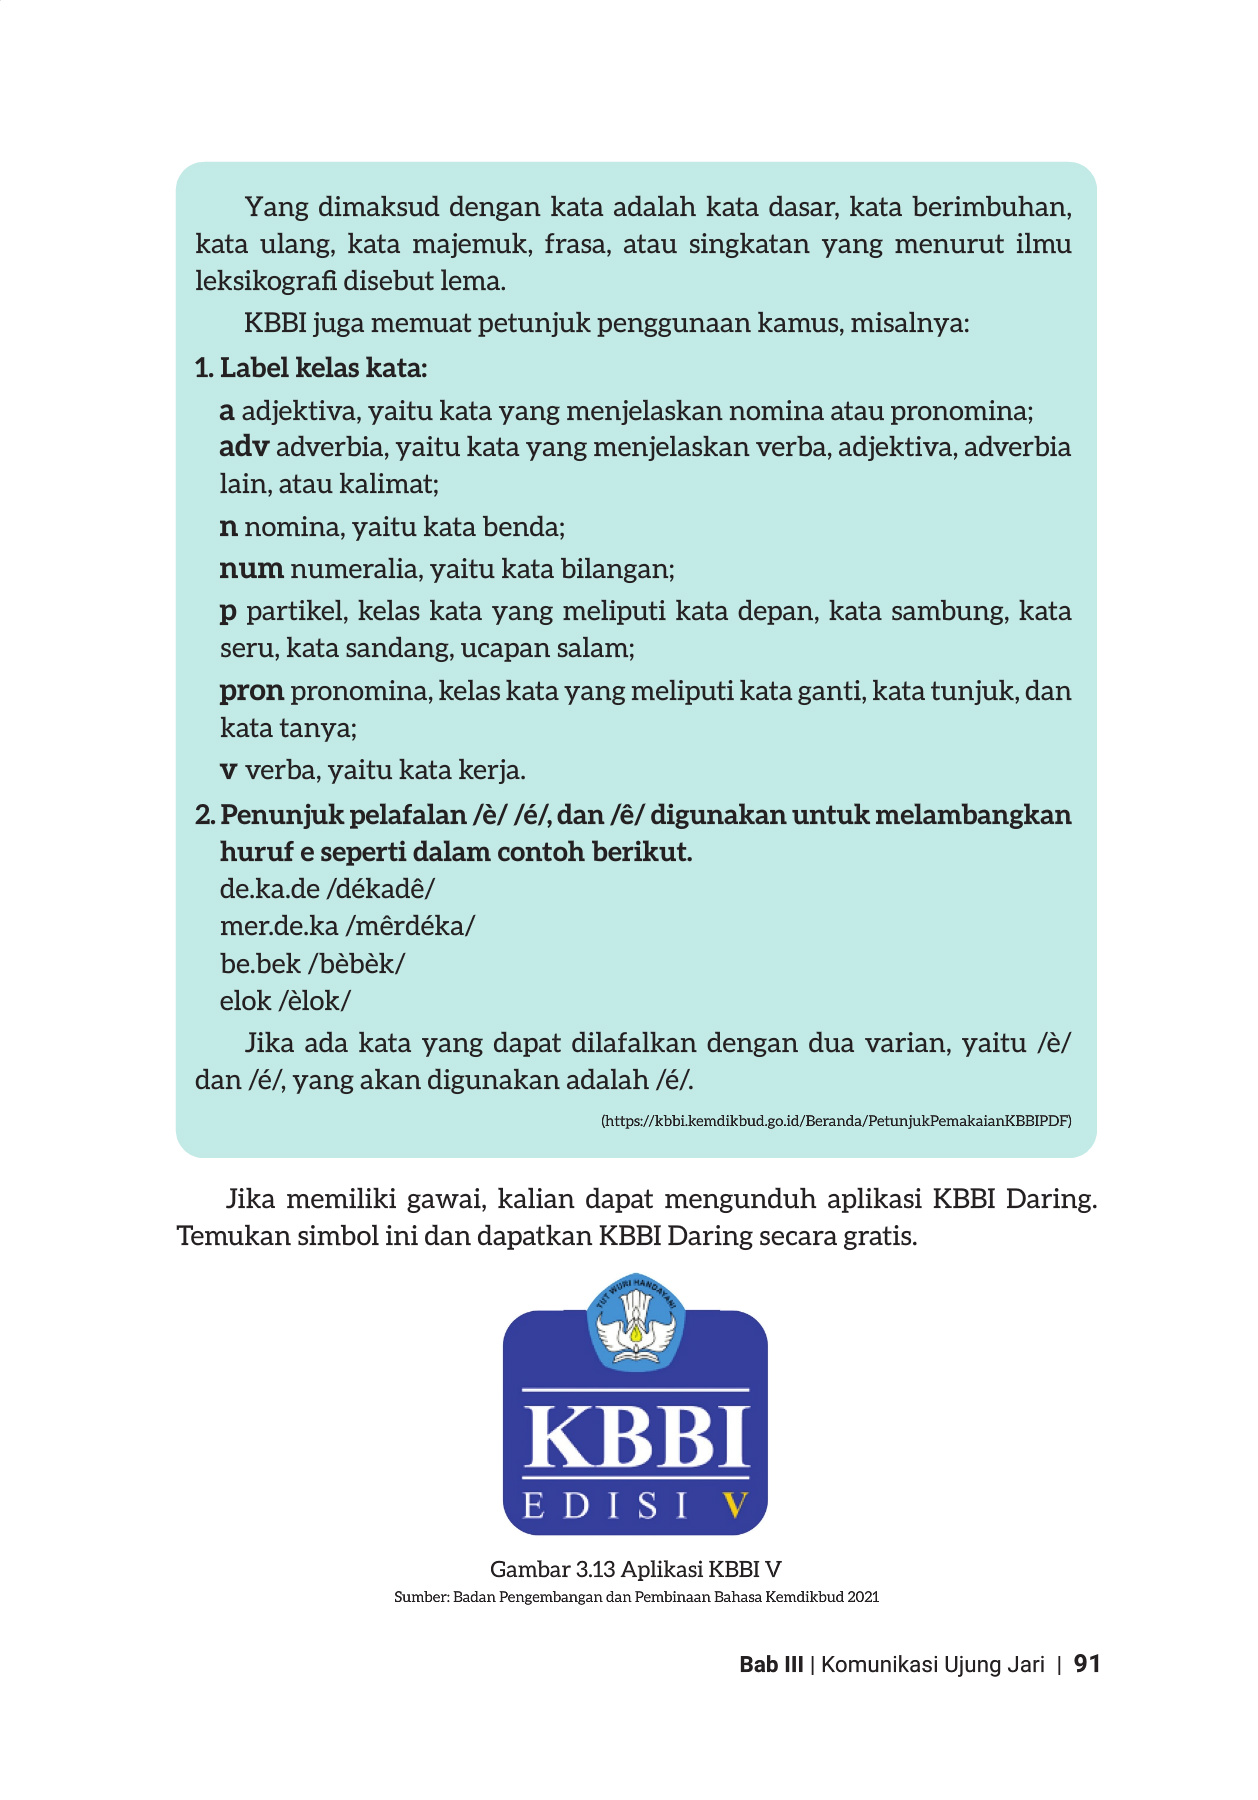 Yang dimaksud dengan kata adalah kata dasar, kata berimbuhan,
kata ulang, kata majemuk, frasa, atau singkatan yang menurut ilmu
leksikografi disebut lema.
KBBI juga memuat petunjuk penggunaan kamus, misalnya:
1. Label kelas kata:
a adjektiva, yaitu kata yang menjelaskan nomina atau pronomina;
adv adverbia, yaitu kata yang menjelaskan verba, adjektiva, adverbia
lain, atau kalimat;
n nomina, yaitu kata benda;
num numeralia, yaitu kata bilangan;
p partikel, kelas kata yang meliputi kata depan, kata sambung, kata
seru, kata sandang, ucapan salam;
pron pronomina, kelas kata yang meliputi kata ganti, kata tunjuk, dan
kata tanya;
v verba, yaitu kata kerja.
2. Penunjuk pelafalan /è/ /é/, dan /ê/ digunakan untuk melambangkan
huruf e seperti dalam contoh berikut.
de.ka.de /dékadê/
mer.de.ka /mêrdéka/
be.bek /bèbèk/
elok /èlok/
Jika ada kata yang dapat dilafalkan dengan dua varian, yaitu /è/
dan /é/, yang akan digunakan adalah /é/.
(https://kbbi.kemdikbud.go.id/Beranda/PetunjukPemakaianKBBIPDF)
Jika memiliki gawai, kalian dapat mengunduh aplikasi KBBI Daring.
Temukan simbol ini dan dapatkan KBBI Daring secara gratis.
TUT WURI HANDAYANI
KBBI
EDISI V
Gambar 3.13 Aplikasi KBBI V
Sumber: Badan Pengembangan dan Pembinaan Bahasa Kemdikbud 2021
Bab III | Komunikasi Ujung Jari | 91